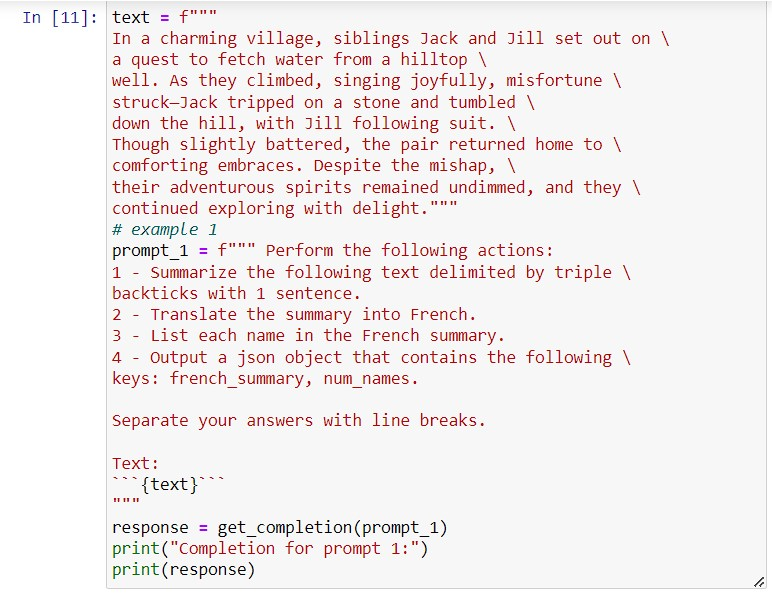 In [11]: text = f"""
In a charming village, siblings Jack and Jill set out on \
a quest to fetch water from a hilltop \
well. As they climbed, singing joyfully, misfortune \
struck—Jack tripped on a stone and tumbled \
down the hill, with Jill following suit. \
Though slightly battered, the pair returned home to \
comforting embraces. Despite the mishap, \
their adventurous spirits remained undimmed, and they \
continued exploring with delight."""
# example 1
prompt_1 = f""" Perform the following actions:
1 - Summarize the following text delimited by triple \
backticks with 1 sentence.
2 - Translate the summary into French.
3 - List each name in the French summary.
4 - Output a json object that contains the following \
keys: french_summary, num_names.

Separate your answers with line breaks.

Text:
```{text}```
"""
response = get_completion(prompt_1)
print("Completion for prompt 1:")
print(response)